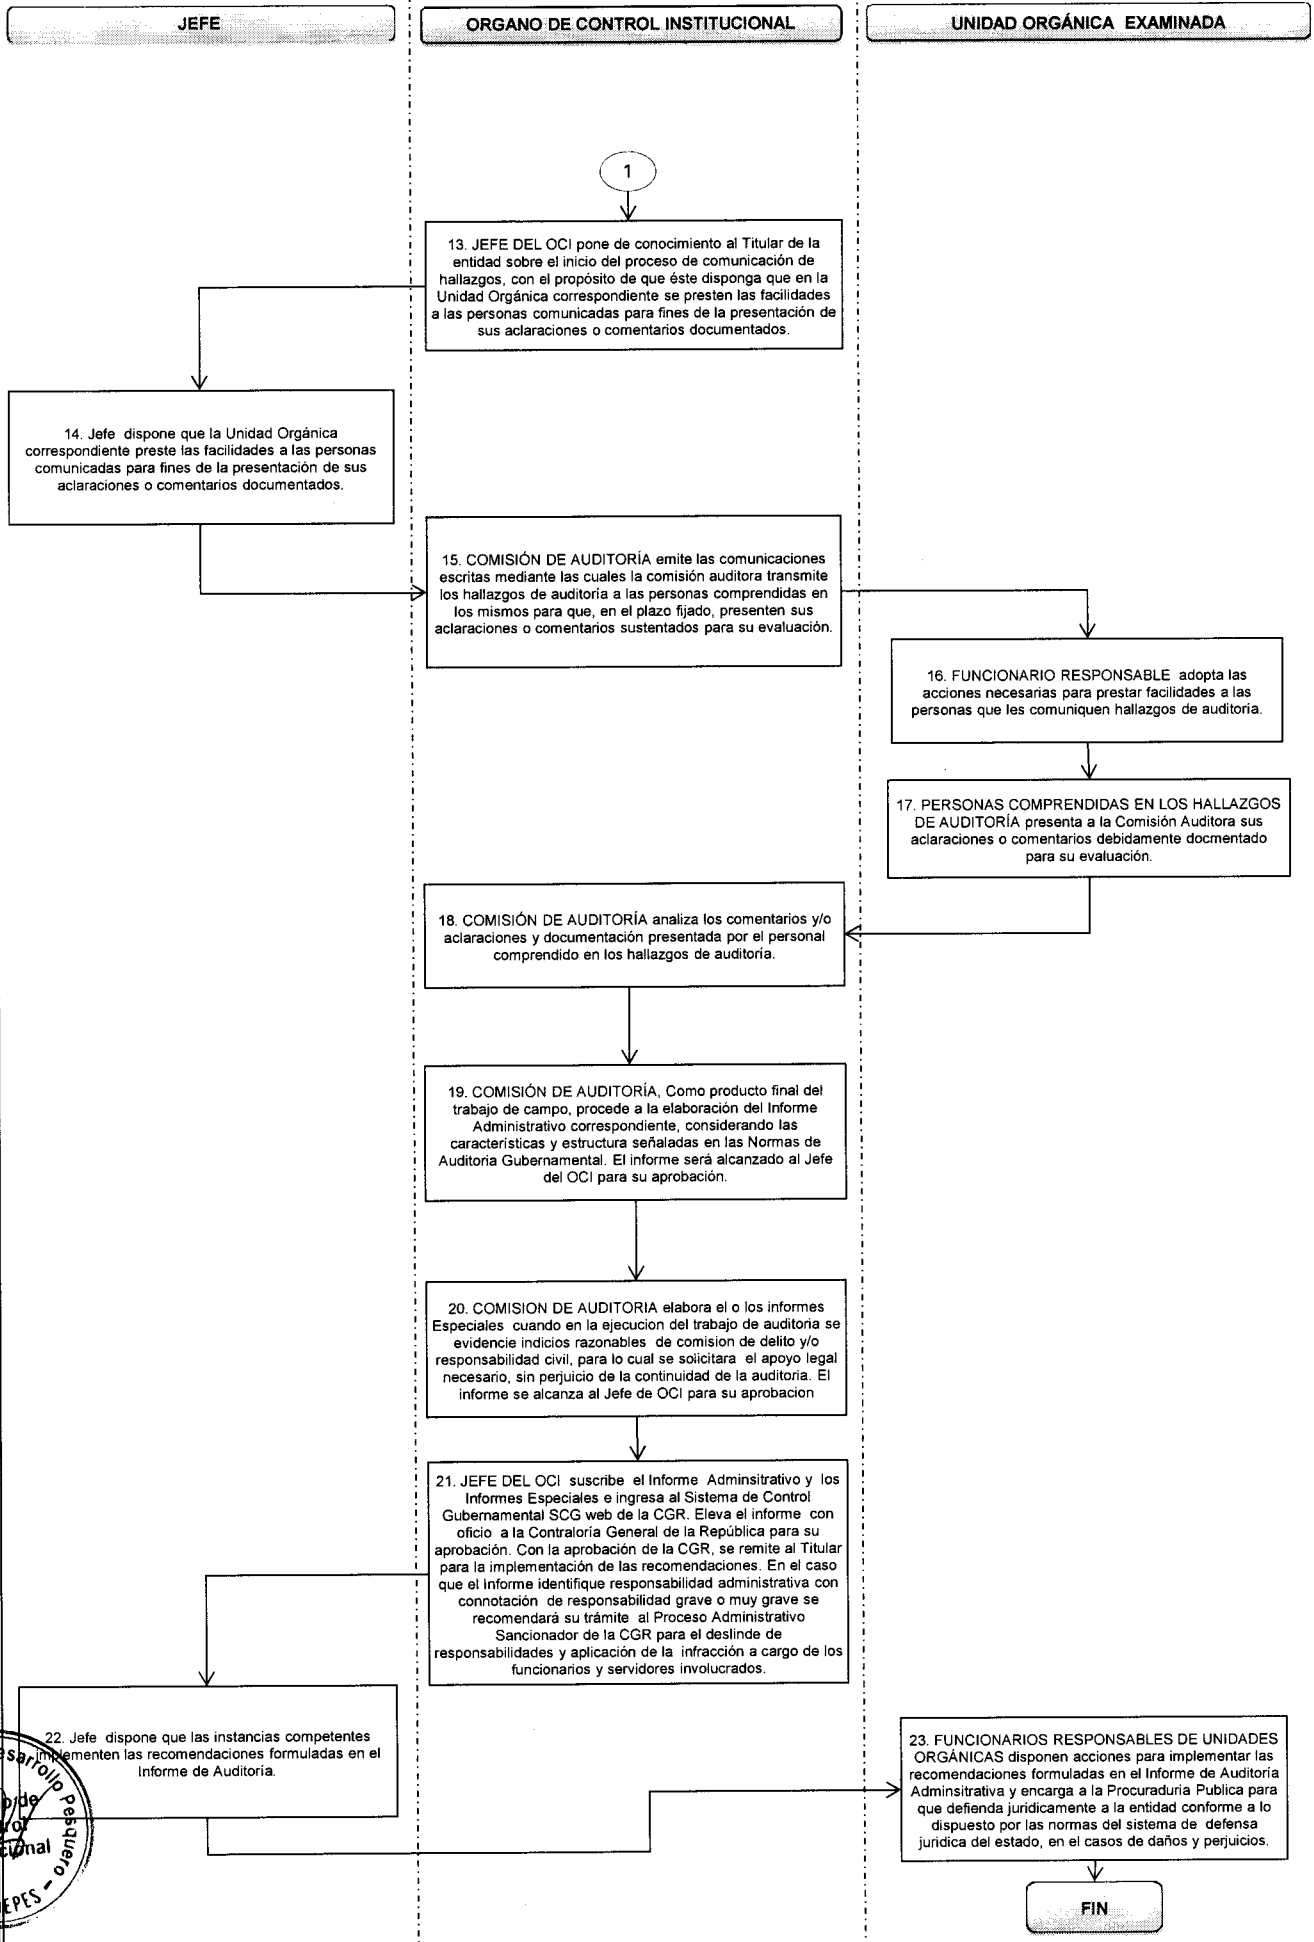 JEFE
ORGANO DE CONTROL INSTITUCIONAL
UNIDAD ORGÁNICA EXAMINADA
1
13. JEFE DEL OCI pone de conocimiento al Titular de la
entidad sobre el inicio del proceso de comunicación de
hallazgos, con el propósito de que éste disponga que en la
Unidad Orgánica correspondiente se presten las facilidades
a las personas comunicadas para fines de la presentación de
sus aclaraciones o comentarios documentados.
14. Jefe dispone que la Unidad Orgánica
correspondiente preste las facilidades a las personas
comunicadas para fines de la presentación de sus
aclaraciones o comentarios documentados.
15. COMISIÓN DE AUDITORÍA emite las comunicaciones
escritas mediante las cuales la comisión auditora transmite
los hallazgos de auditoría a las personas comprendidas en
los mismos para que, en el plazo fijado, presenten sus
aclaraciones o comentarios sustentados para su evaluación.
16. FUNCIONARIO RESPONSABLE adopta las
acciones necesarias para prestar facilidades a las
personas que les comuniquen hallazgos de auditoría.
17. PERSONAS COMPRENDIDAS EN LOS HALLAZGOS
DE AUDITORÍA presenta a la Comisión Auditora sus
aclaraciones o comentarios debidamente docmentado
para su evaluación.
18. COMISIÓN DE AUDITORÍA analiza los comentarios y/o
aclaraciones y documentación presentada por el personal
comprendido en los hallazgos de auditoría.
19. COMISIÓN DE AUDITORÍA, Como producto final del
trabajo de campo, procede a la elaboración del Informe
Administrativo correspondiente, considerando las
características y estructura señaladas en las Normas de
Auditoria Gubernamental. El informe será alcanzado al Jefe
del OCI para su aprobación.
20. COMISION DE AUDITORIA elabora el o los informes
Especiales cuando en la ejecucion del trabajo de auditoria se
evidencie indicios razonables de comision de delito y/o
responsabilidad civil, para lo cual se solicitara el apoyo legal
necesario, sin perjuicio de la continuidad de la auditoria. El
informe se alcanza al Jefe de OCI para su aprobacion
21. JEFE DEL OCI suscribe el Informe Adminsitrativo y los
Informes Especiales e ingresa al Sistema de Control
Gubernamental SCG web de la CGR. Eleva el informe con
oficio a la Contraloría General de la República para su
aprobación. Con la aprobación de la CGR, se remite al Titular
para la implementación de las recomendaciones. En el caso
que el Informe identifique responsabilidad administrativa con
connotación de responsabilidad grave o muy grave se
recomendará su trámite al Proceso Administrativo
Sancionador de la CGR para el deslinde de
responsabilidades y aplicación de la infracción a cargo de los
funcionarios y servidores involucrados.
22. Jefe dispone que las instancias competentes
implementen las recomendaciones formuladas en el
Informe de Auditoría.
23. FUNCIONARIOS RESPONSABLES DE UNIDADES
ORGÁNICAS disponen acciones para implementar las
recomendaciones formuladas en el Informe de Auditoría
Adminsitrativa y encarga a la Procuraduria Publica para
que defienda juridicamente a la entidad conforme a lo
dispuesto por las normas del sistema de defensa
juridica del estado, en el casos de daños y perjuicios.
FIN
Pesquero -